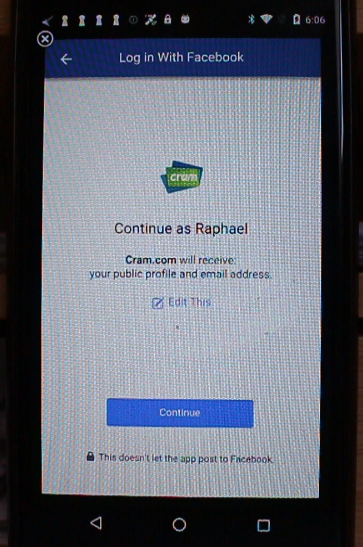 6:06
Log in With Facebook
cram
Continue as Raphael
Cram.com will receive:
your public profile and email address.
Edit This
Continue
This doesn't let the app post to Facebook.